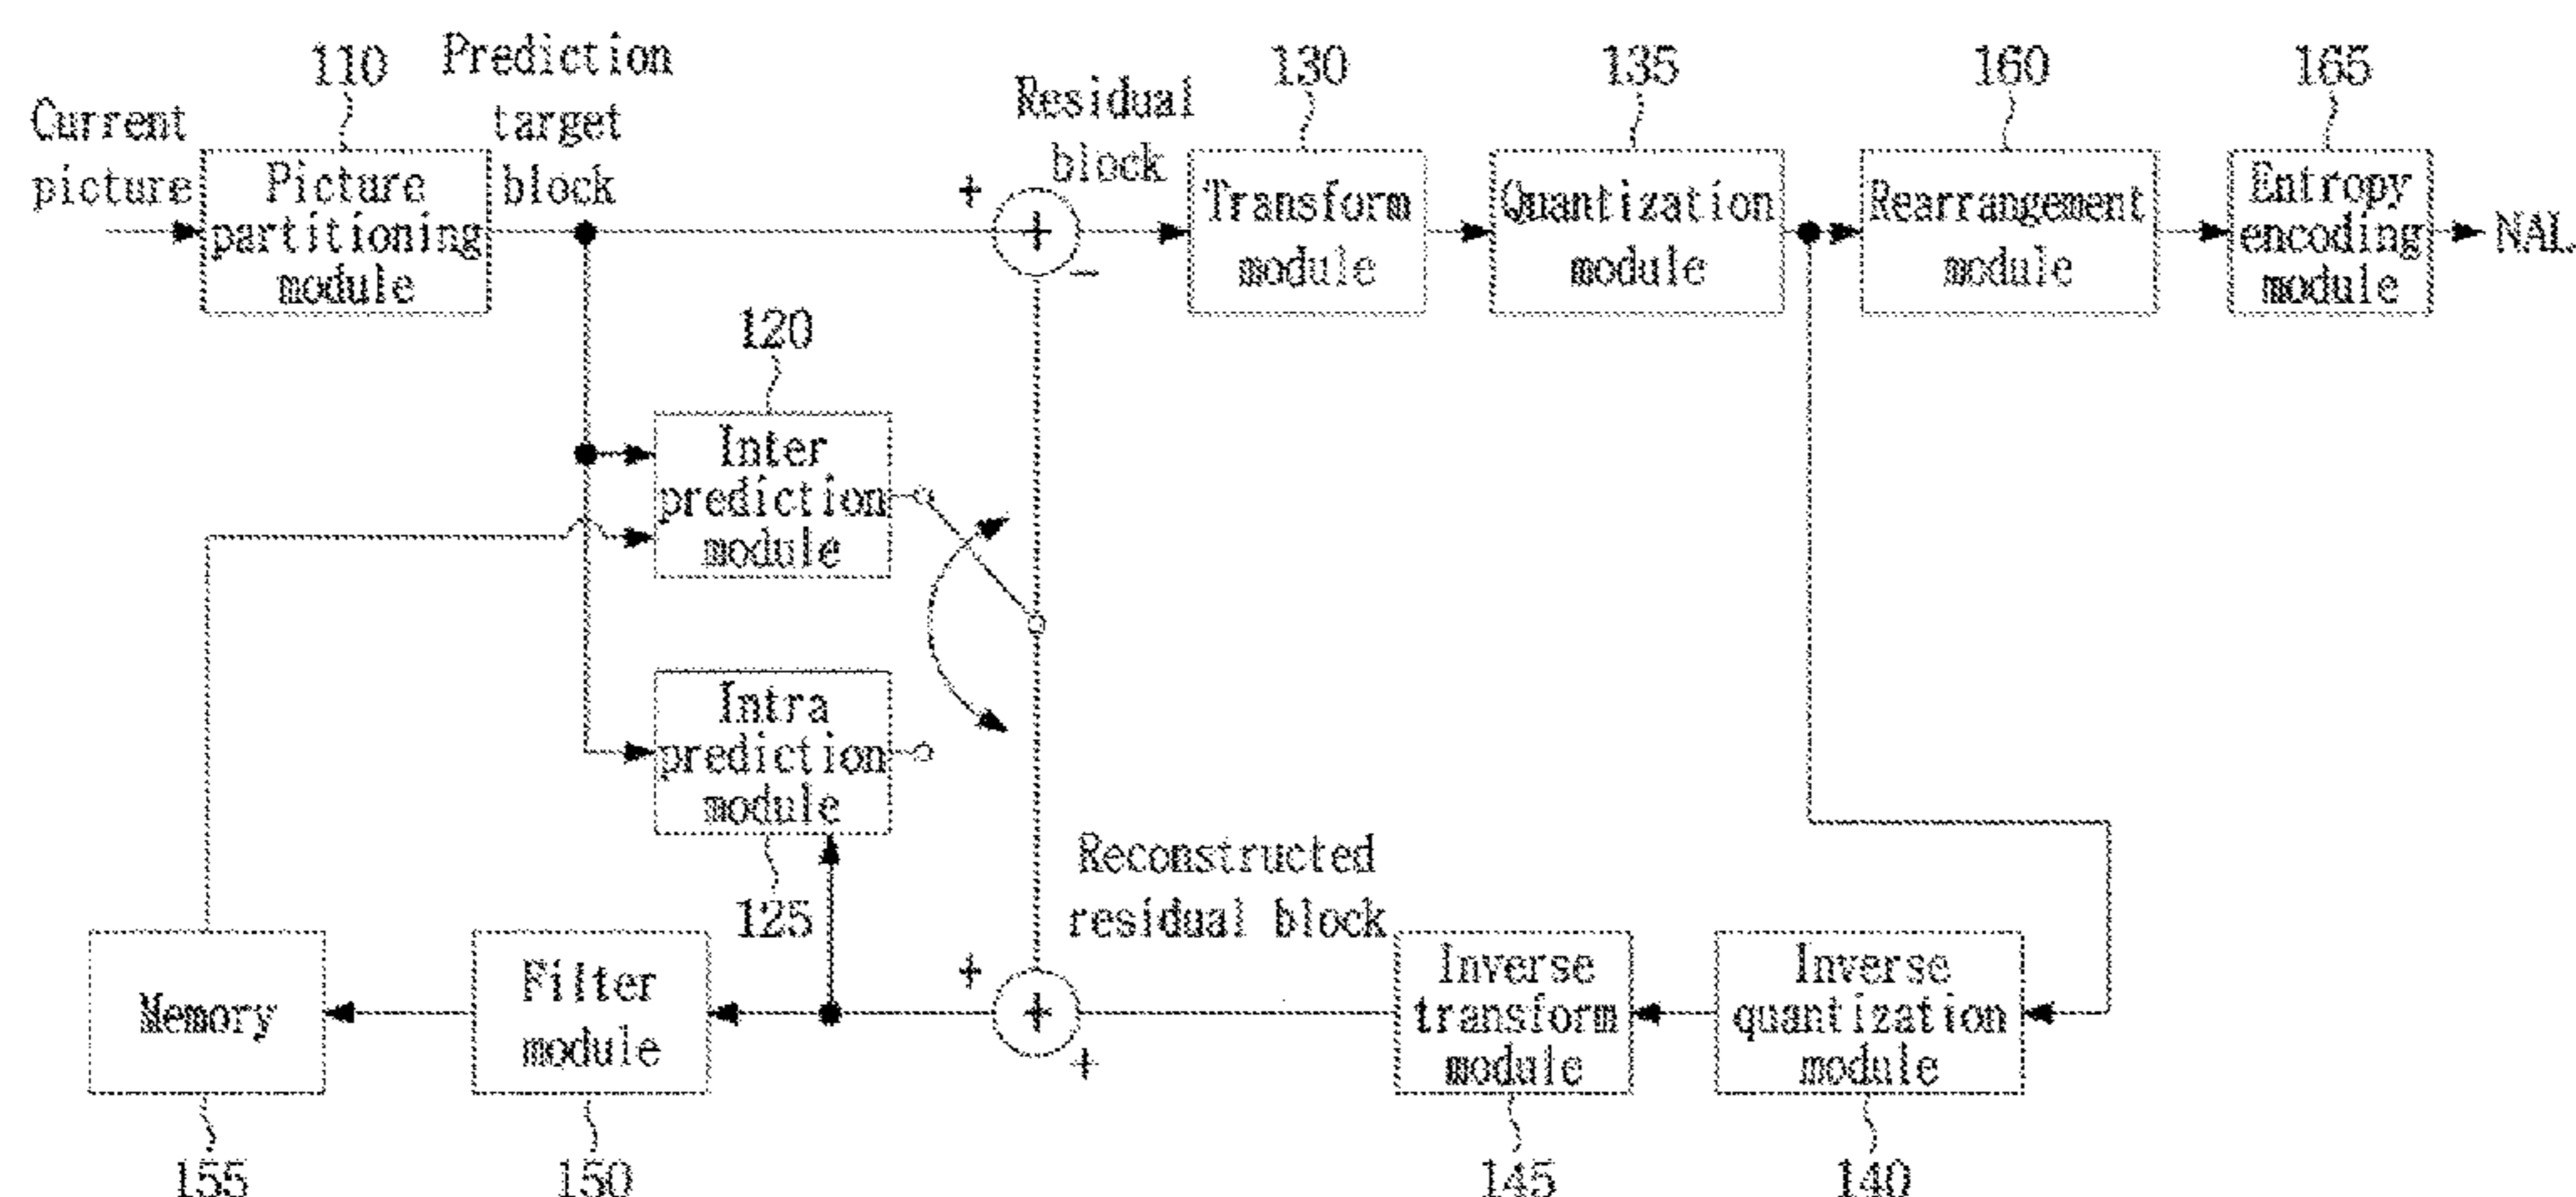 110
Prediction
target
block
Current
picture
Picture
partitioning
module
Residual
block
130
Transform
module
135
Quantization
module
160
Rearrangement
module
165
Entropy
encoding
module
NAL
+
+
−
120
Inter
prediction
module
Intra
prediction
module
125
Reconstructed
residual block
Memory
155
Filter
module
150
+
+
+
Inverse
transform
module
145
Inverse
quantization
module
140